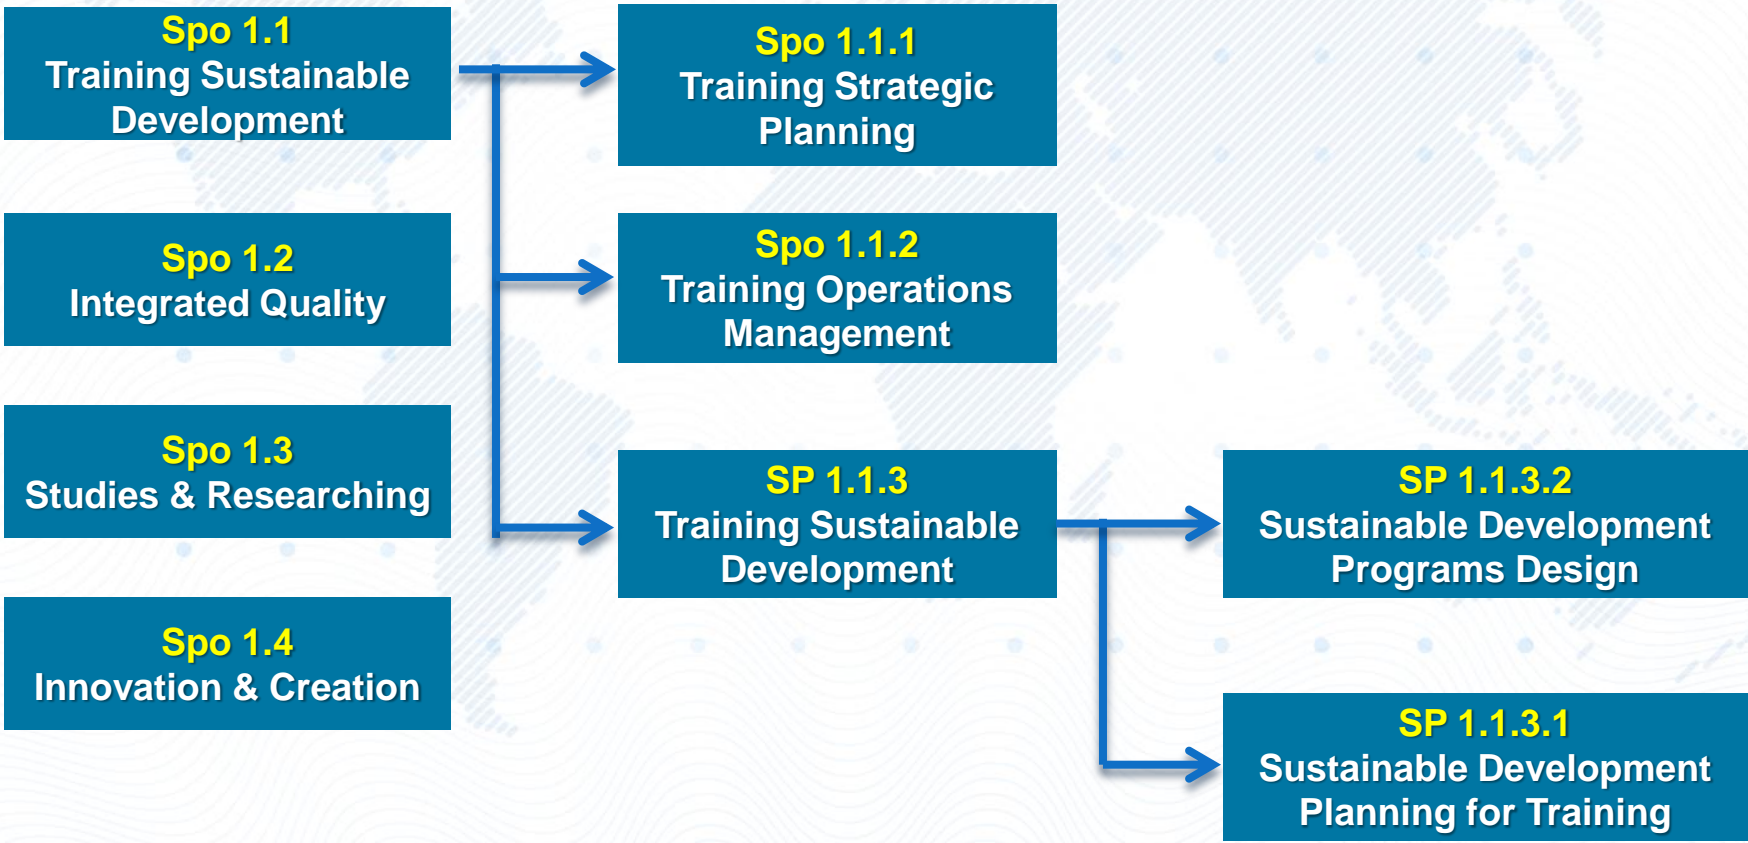 Spo 1.1
Training Sustainable
Development
Spo 1.2
Integrated Quality
Spo 1.3
Studies & Researching
Spo 1.4
Innovation & Creation
Spo 1.1.1
Training Strategic
Planning
Spo 1.1.2
Training Operations
Management
SP 1.1.3
Training Sustainable
Development
SP 1.1.3.2
Sustainable Development
Programs Design
SP 1.1.3.1
Sustainable Development
Planning for Training